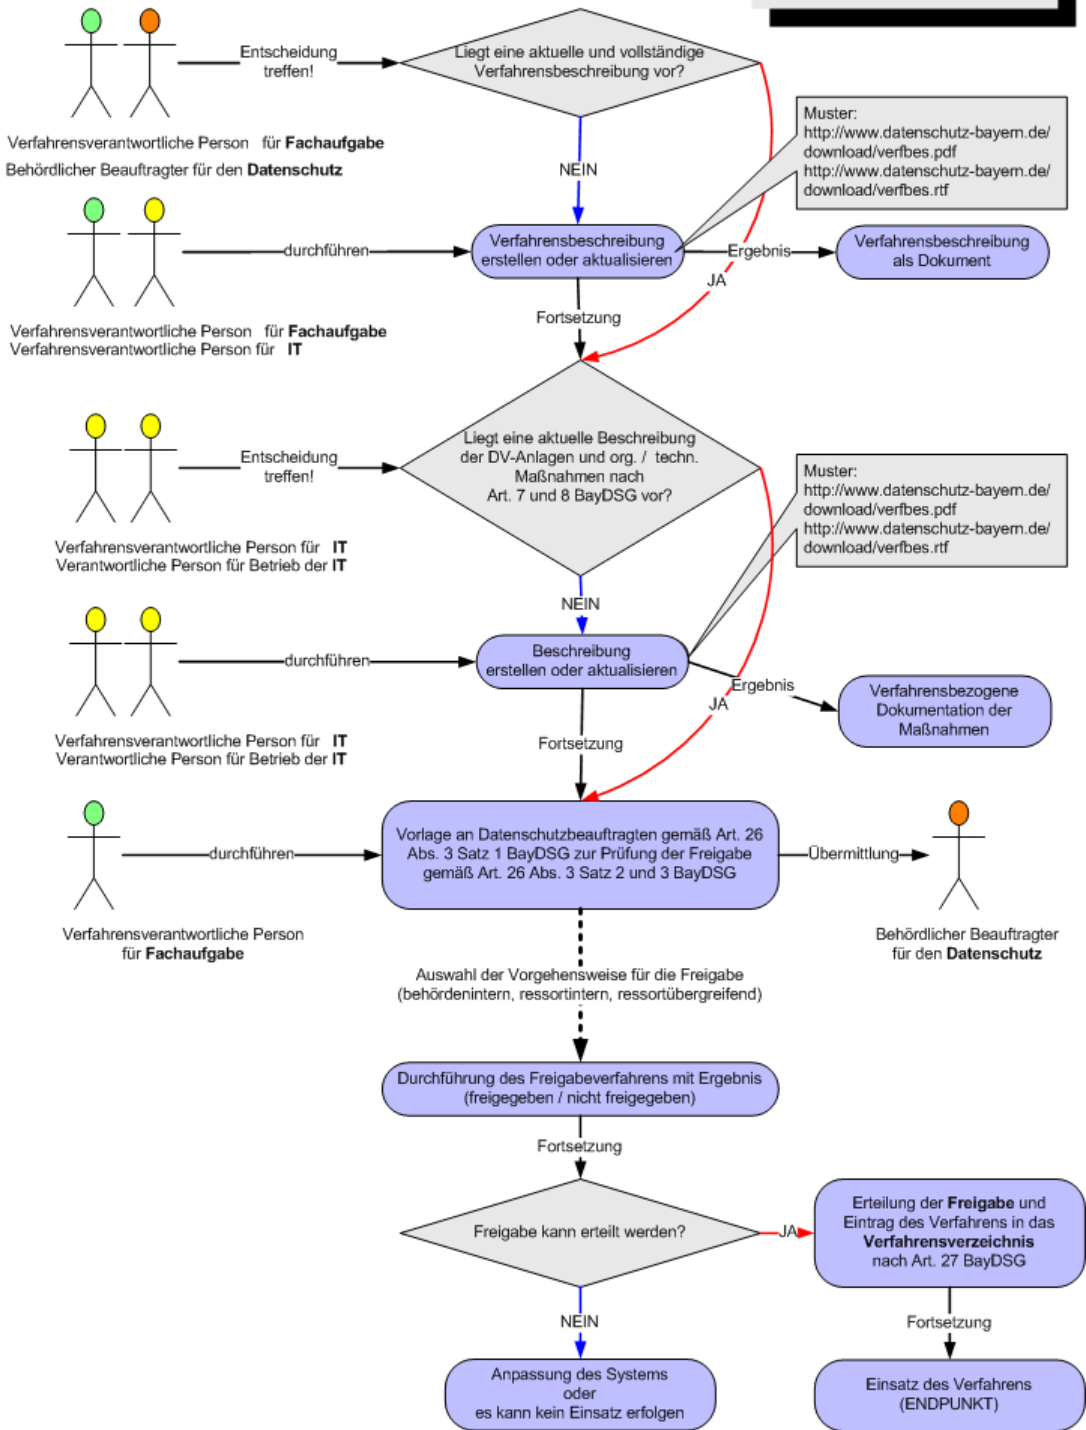 Entscheidung
treffen!
Liegt eine aktuelle und vollständige
Verfahrensbeschreibung vor?
Verfahrensverantwortliche Person für Fachaufgabe
Behördlicher Beauftragter für den Datenschutz
NEIN
Muster:
http://www.datenschutz-bayern.de/
download/verfbes.pdf
http://www.datenschutz-bayern.de/
download/verfbes.rtf
durchführen
Verfahrensbeschreibung
erstellen oder aktualisieren
Ergebnis
Verfahrensbeschreibung
als Dokument
JA
Verfahrensverantwortliche Person für Fachaufgabe
Verfahrensverantwortliche Person für IT
Fortsetzung
Entscheidung
treffen!
Liegt eine aktuelle Beschreibung
der DV-Anlagen und org. / techn.
Maßnahmen nach
Art. 7 und 8 BayDSG vor?
Muster:
http://www.datenschutz-bayern.de/
download/verfbes.pdf
http://www.datenschutz-bayern.de/
download/verfbes.rtf
Verfahrensverantwortliche Person für IT
Verantwortliche Person für Betrieb der IT
NEIN
durchführen
Beschreibung
erstellen oder aktualisieren
Ergebnis
JA
Verfahrensbezogene
Dokumentation der
Maßnahmen
Verfahrensverantwortliche Person für IT
Verantwortliche Person für Betrieb der IT
Fortsetzung
durchführen
Vorlage an Datenschutzbeauftragten gemäß Art. 26
Abs. 3 Satz 1 BayDSG zur Prüfung der Freigabe
gemäß Art. 26 Abs. 3 Satz 2 und 3 BayDSG
Übermittlung
Verfahrensverantwortliche Person
für Fachaufgabe
Behördlicher Beauftragter
für den Datenschutz
Auswahl der Vorgehensweise für die Freigabe
(behördenintern, ressortintern, ressortübergreifend)
Durchführung des Freigabeverfahrens mit Ergebnis
(freigegeben / nicht freigegeben)
Fortsetzung
Freigabe kann erteilt werden?
JA
Erteilung der Freigabe und
Eintrag des Verfahrens in das
Verfahrensverzeichnis
nach Art. 27 BayDSG
NEIN
Fortsetzung
Anpassung des Systems
oder
es kann kein Einsatz erfolgen
Einsatz des Verfahrens
(ENDPUNKT)